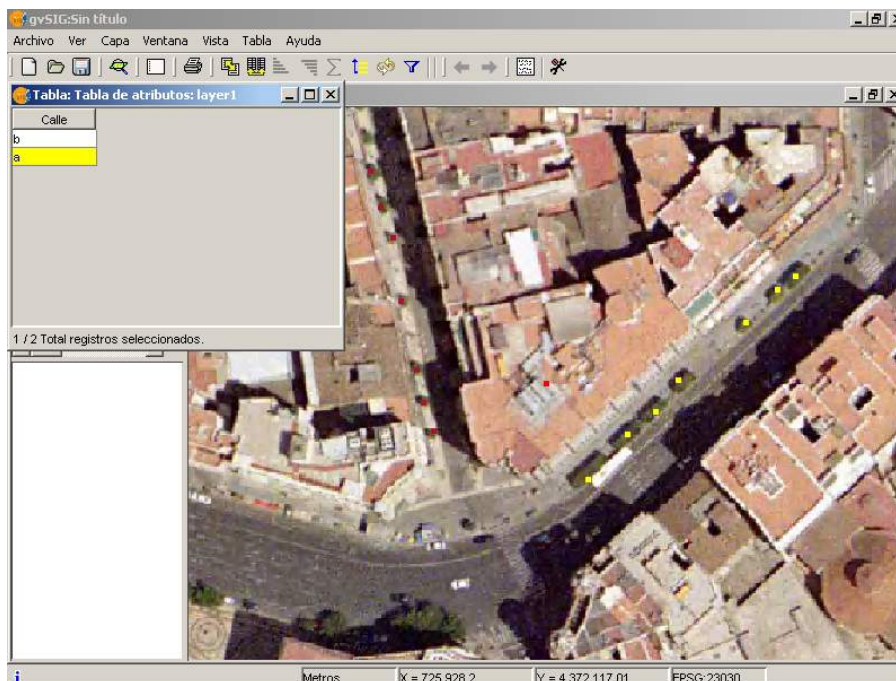 gvSIG:Sin título
Archivo Ver Capa Ventana Vista Tabla Ayuda
Tabla: Tabla de atributos: layer1
Calle
b
a
1 / 2 Total registros seleccionados.
Metros
X = 725.928,2
Y = 4.372.117,01
EPSG:23030